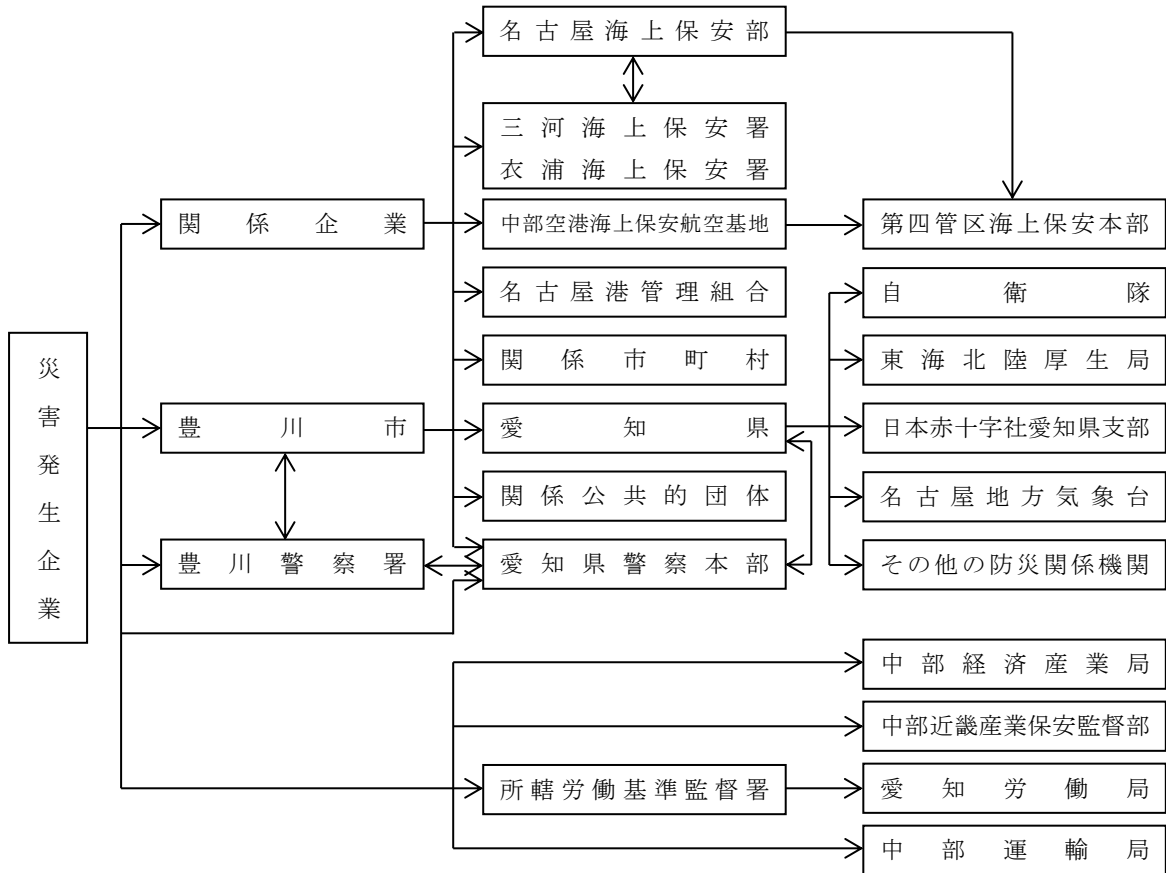 名古屋海上保安部
三河海上保安署
衣浦海上保安署
関係企業
中部空港海上保安航空基地
第四管区海上保安本部
名古屋港管理組合
自衛隊
災害発生企業
関係市町村
東海北陸厚生局
豊川市
愛知県
日本赤十字社愛知県支部
関係公共的団体
名古屋地方気象台
豊川警察署
愛知県警察本部
その他の防災関係機関
中部経済産業局
中部近畿産業保安監督部
所轄労働基準監督署
愛知労働局
中部運輸局